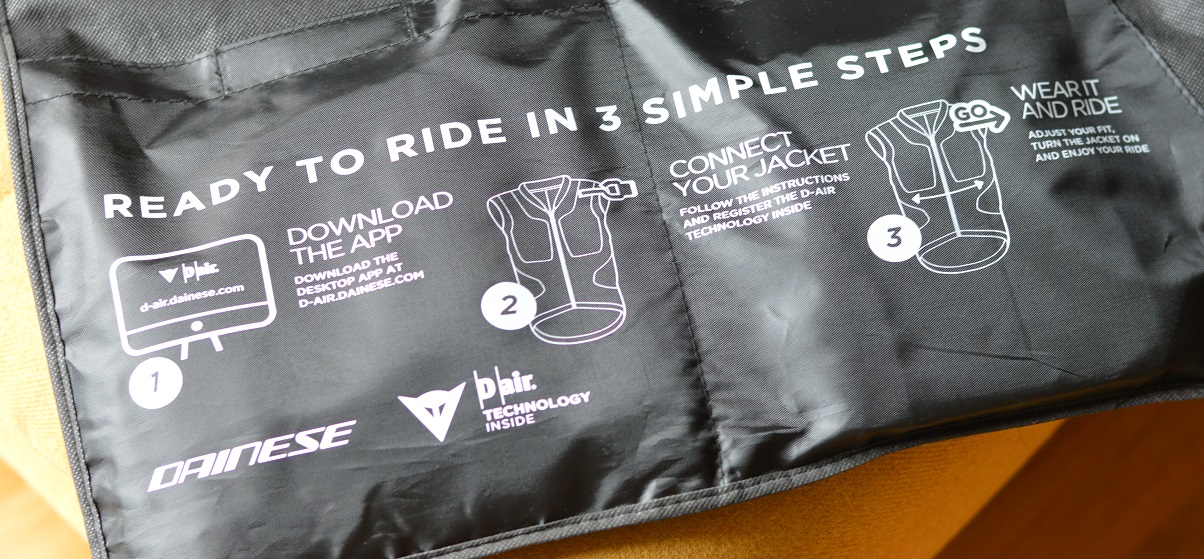 READY TO RIDE IN 3 SIMPLE STEPS
D|air.
d-air.dainese.com
1
DOWNLOAD
THE APP
DOWNLOAD THE
DESKTOP APP AT
D-AIR.DAINESE.COM
2
CONNECT
YOUR JACKET
FOLLOW THE INSTRUCTIONS
AND REGISTER THE D-AIR
TECHNOLOGY INSIDE
GO
3
WEAR IT
AND RIDE
ADJUST YOUR FIT,
TURN THE JACKET ON
AND ENJOY YOUR RIDE
DAINESE
D|air.
TECHNOLOGY
INSIDE